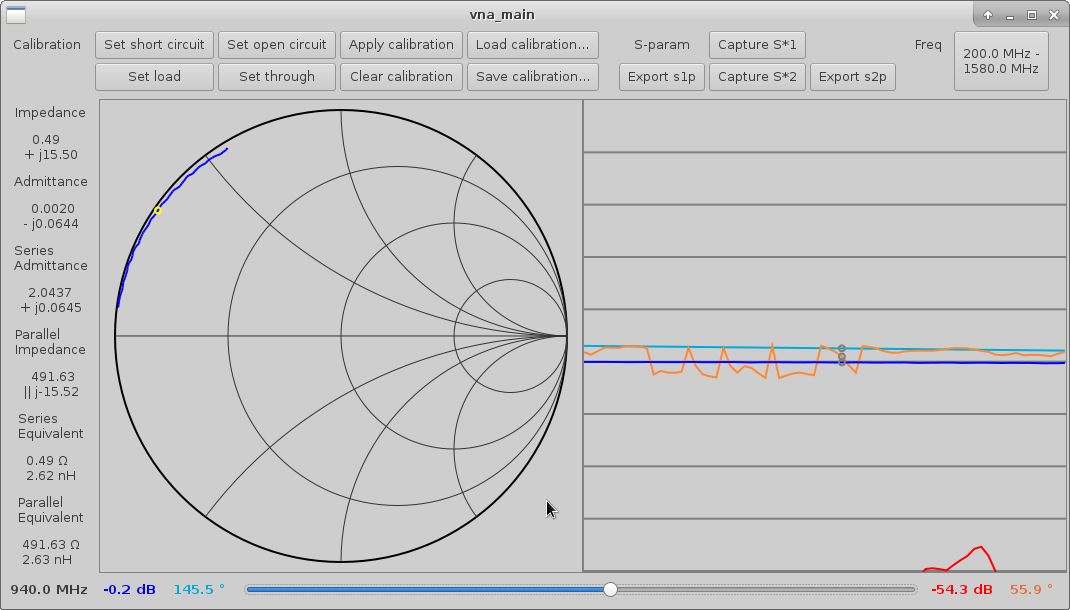 vna_main
Calibration
Set short circuit
Set open circuit
Apply calibration
Load calibration...
S-param
Capture S*1
Freq
200.0 MHz -
1580.0 MHz
Set load
Set through
Clear calibration
Save calibration...
Export s1p
Capture S*2
Export s2p
Impedance
0.49
+ j15.50
Admittance
0.0020
- j0.0644
Series
Admittance
2.0437
+ j0.0645
Parallel
Impedance
491.63
|| j-15.52
Series
Equivalent
0.49 Ω
2.62 nH
Parallel
Equivalent
491.63 Ω
2.63 nH
940.0 MHz
-0.2 dB
145.5 °
-54.3 dB
55.9 °